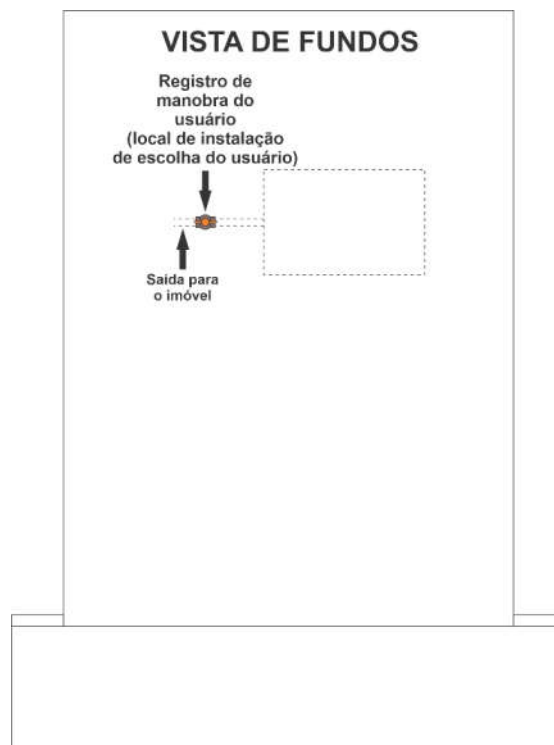 VISTA DE FUNDOS
Registro de
manobra do
usuário
(local de instalação
de escolha do usuário)
Saída para
o imóvel